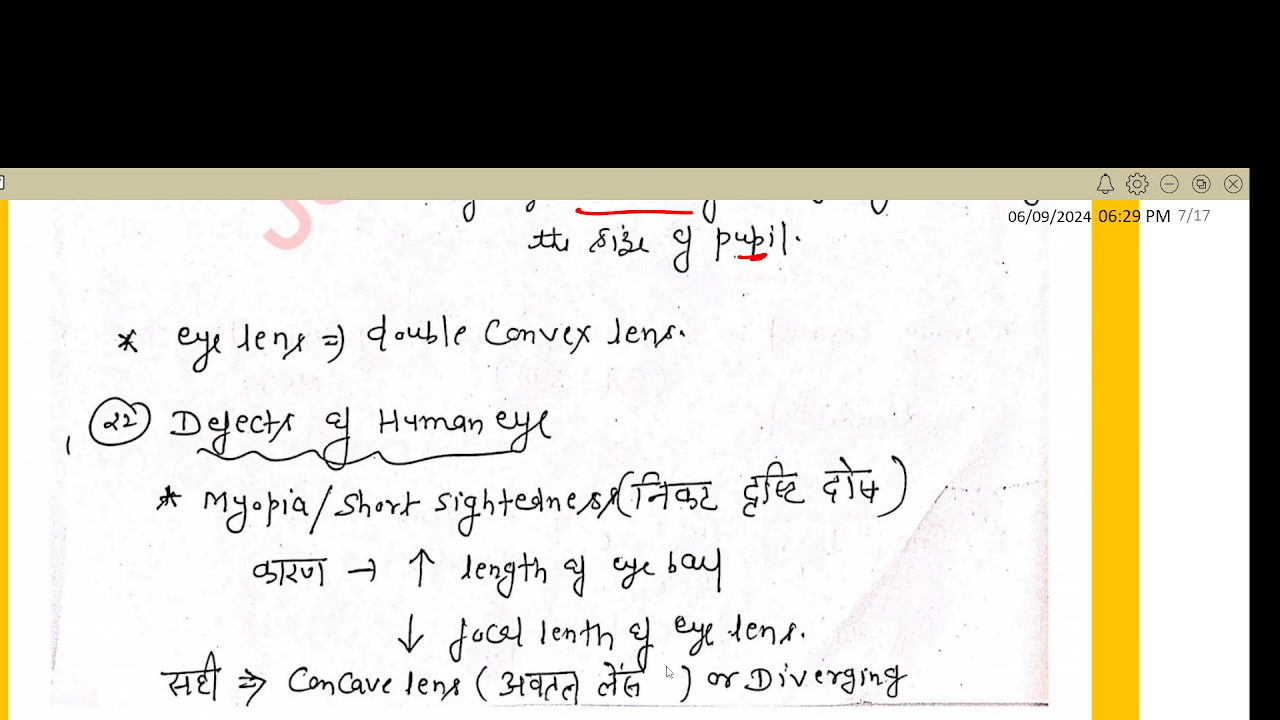 06/09/2024 06:29 PM 7/17
the size of pupil.
* eye lens ⇒ double Convex lens.
(22) Defects of Human eye
* Myopia/Short sightedness (निकट दृष्टि दोष)
कारण → ↑ length of eye ball
↓ focal lenth of eye lens.
सही ⇒ Concave lens (अवतल लेंस) or Diverging